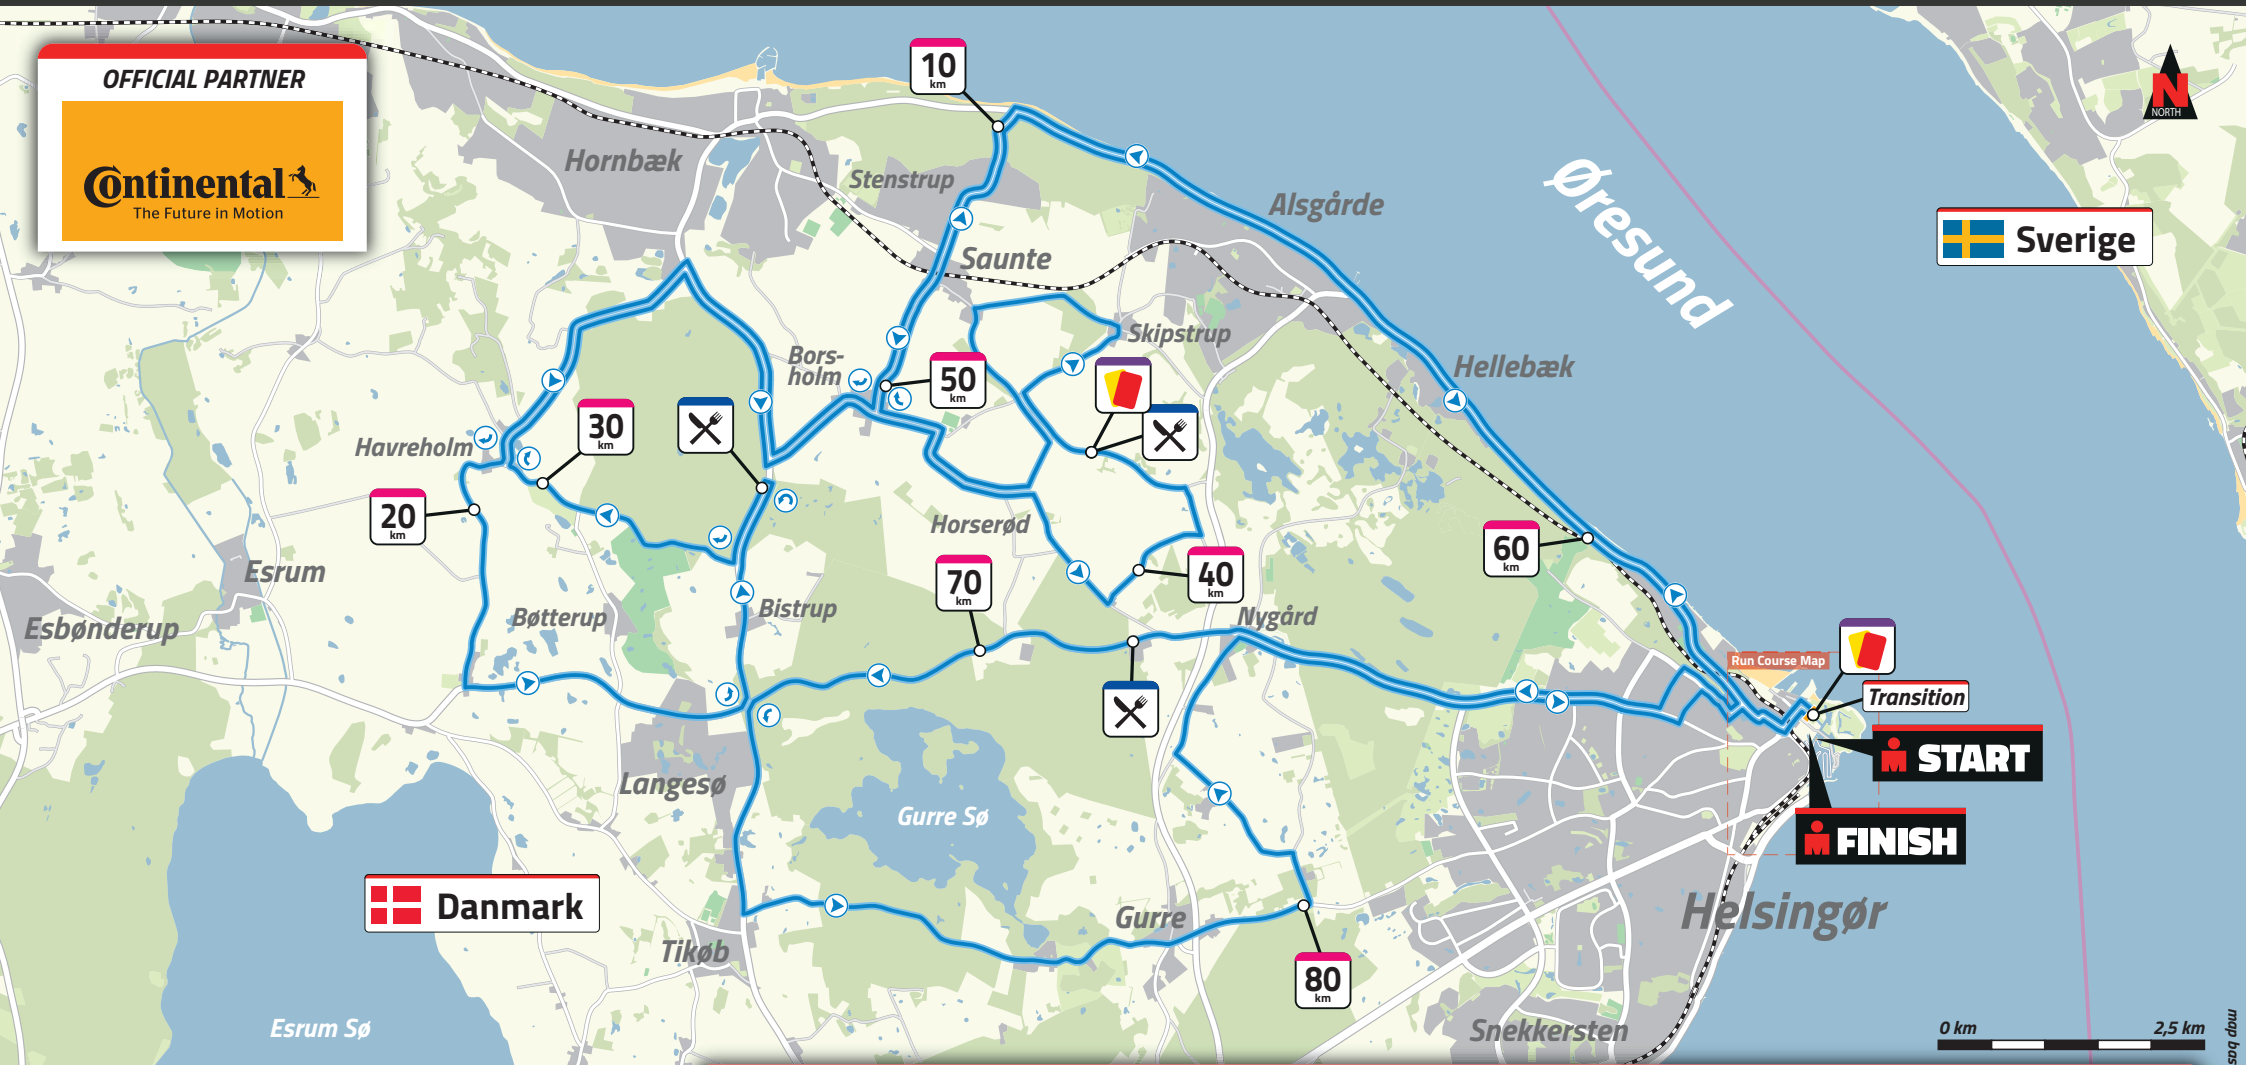 OFFICIAL PARTNER
Continental
The Future in Motion
10
km
N
NORTH
Hornbæk
Stenstrup
Alsgårde
Øresund
Sverige
Saunte
Skipstrup
Bors-
holm
50
km
Hellebæk
30
km
Havreholm
20
km
Horserød
60
km
Esrum
70
km
40
km
Bøtterup
Bistrup
Nygård
Esbønderup
Run Course Map
Transition
START
Langesø
Gurre Sø
FINISH
Danmark
Gurre
Helsingør
Tikøb
80
km
Esrum Sø
Snekkersten
0 km
2,5 km
map bas